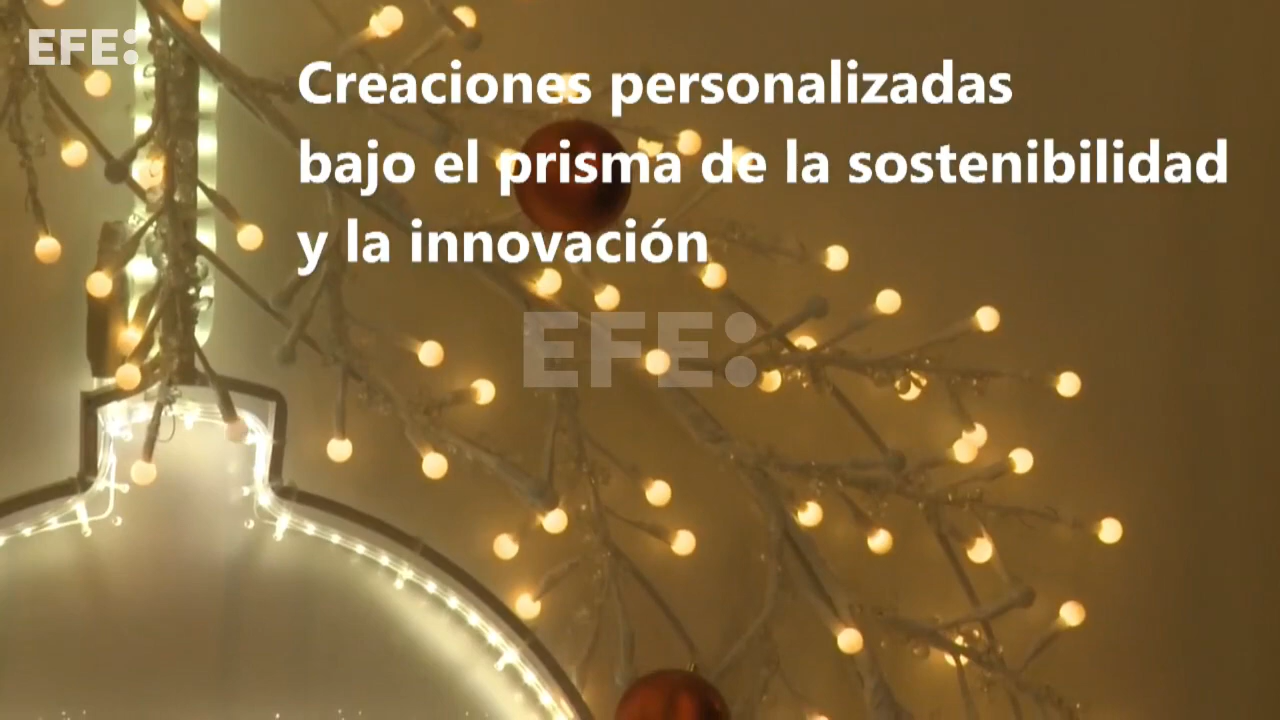 EFE:
Creaciones personalizadas
bajo el prisma de la sostenibilidad
y la innovación
EFE: